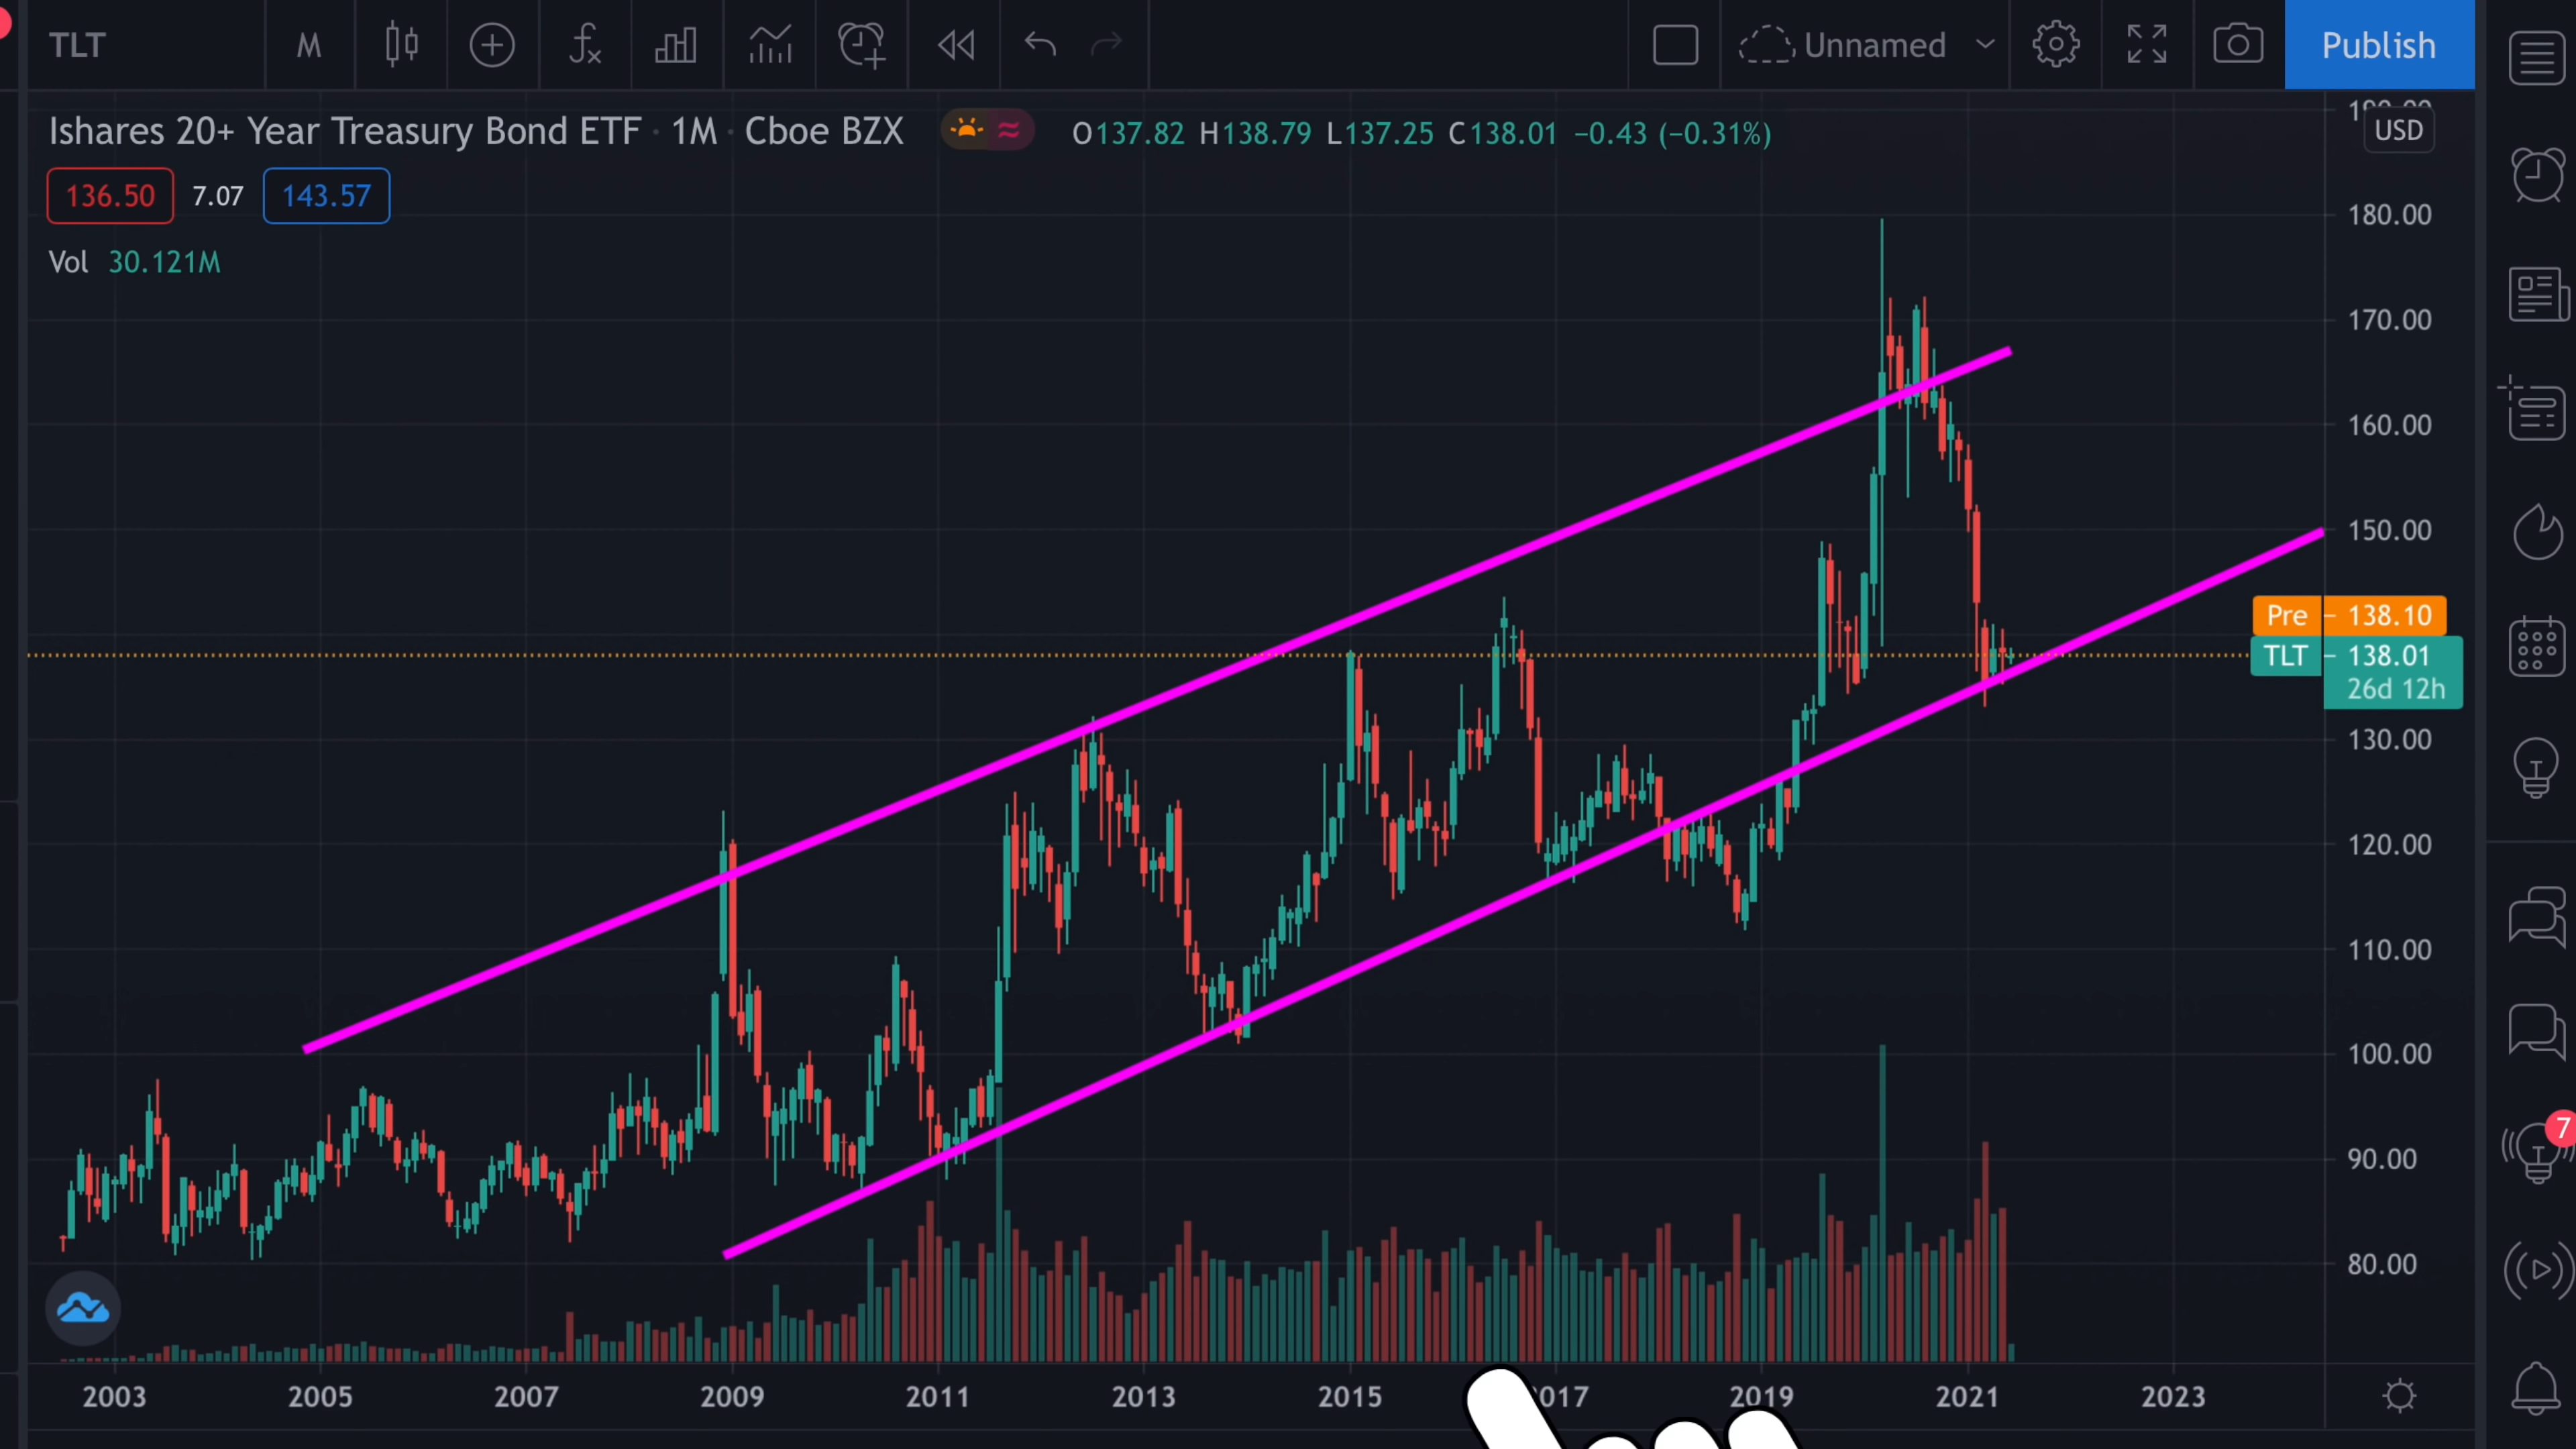 TLT M Unnamed Publish
Ishares 20+ Year Treasury Bond ETF · 1M · Cboe BZX O137.82 H138.79 L137.25 C138.01 −0.43 (−0.31%)
USD
136.50 7.07 143.57
Vol 30.121M
180.00
170.00
160.00
150.00
Pre 138.10
TLT 138.01
26d 12h
130.00
120.00
110.00
100.00
90.00
80.00
7
2003 2005 2007 2009 2011 2013 2015 017 2019 2021 2023